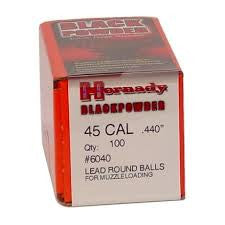 BLACK
POWDER
Hornady
BLACKPOWDER
45 CAL .440"
Qty: 100
#6040
LEAD ROUND BALLS
FOR MUZZLELOADING